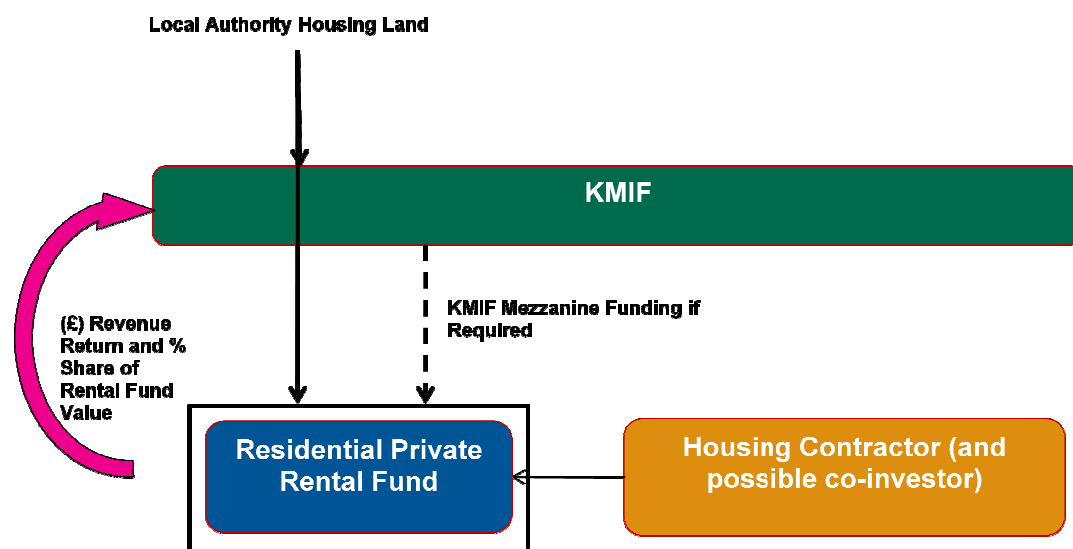 Local Authority Housing Land
KMIF
KMIF Mezzanine Funding if
Required
(£) Revenue
Return and %
Share of
Rental Fund
Value
Residential Private
Rental Fund
Housing Contractor (and
possible co-investor)